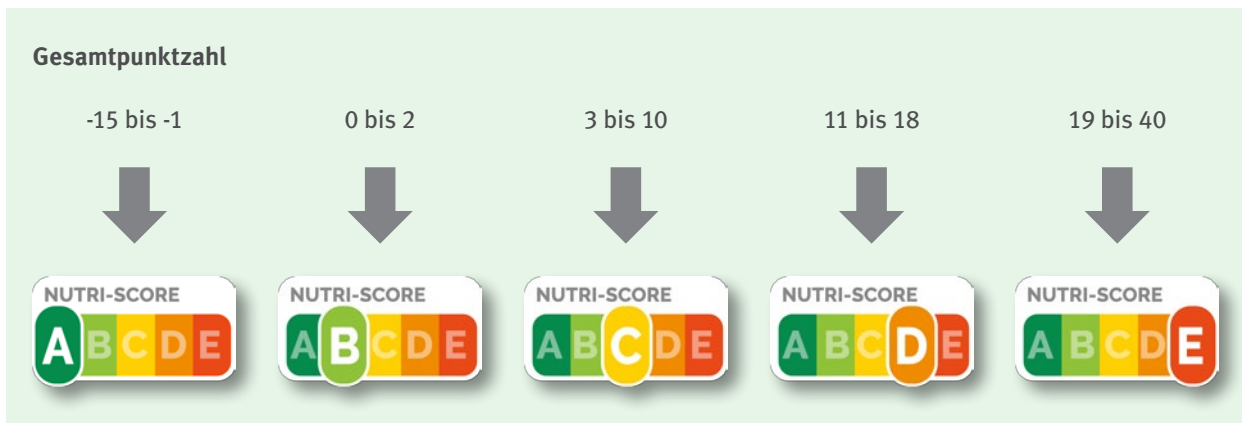 Gesamtpunktzahl
-15 bis -1 0 bis 2 3 bis 10 11 bis 18 19 bis 40
NUTRI-SCORE NUTRI-SCORE NUTRI-SCORE NUTRI-SCORE NUTRI-SCORE
A B C D E A B C D E A B C D E A B C D E A B C D E